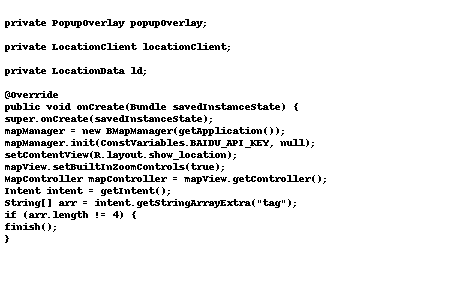 private PopupOverlay popupOverlay;
private LocationClient locationClient;
private LocationData ld;
@Override
public void onCreate(Bundle savedInstanceState) {
super.onCreate(savedInstanceState);
mapManager = new BMapManager(getApplication());
mapManager.init(ConstVariables.BAIDU_API_KEY, null);
setContentView(R.layout.show_location);
mapView.setBuiltInZoomControls(true);
MapController mapController = mapView.getController();
Intent intent = getIntent();
String[] arr = intent.getStringArrayExtra("tag");
if (arr.length != 4) {
finish();
}